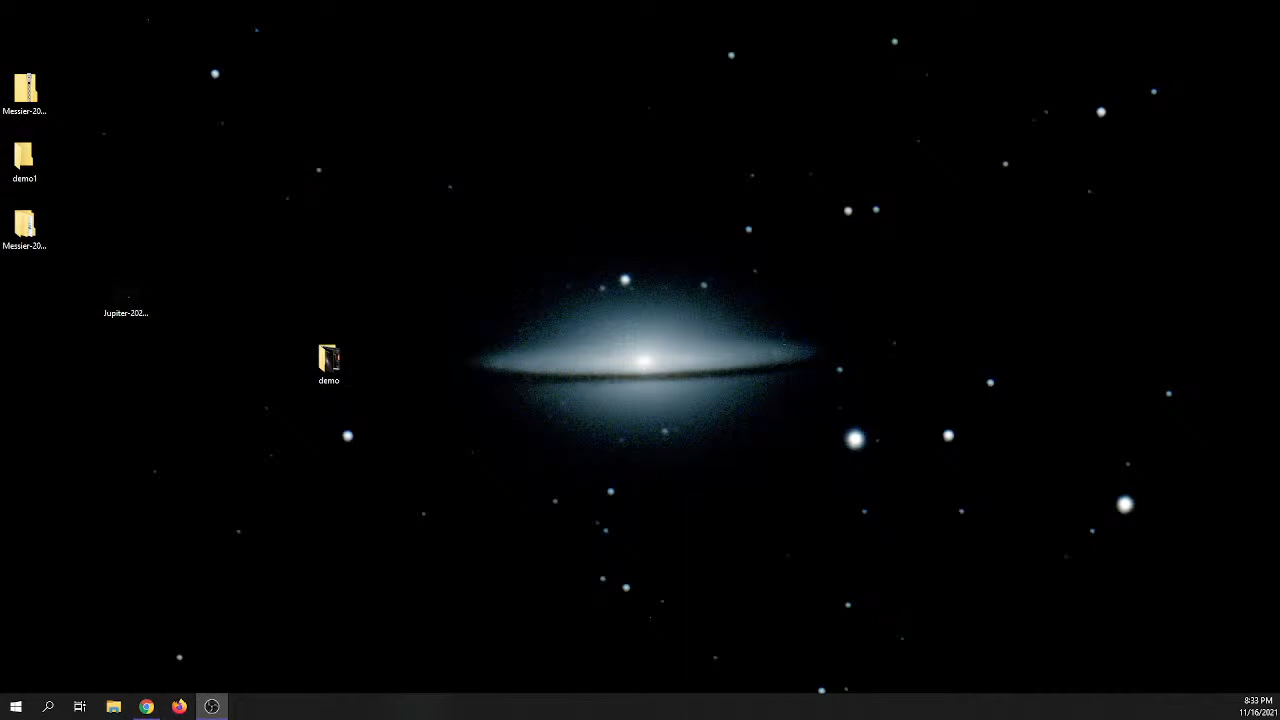 Messier-20...
demo1
Messier-20...
Jupiter-202...
demo
8:33 PM
11/16/2021